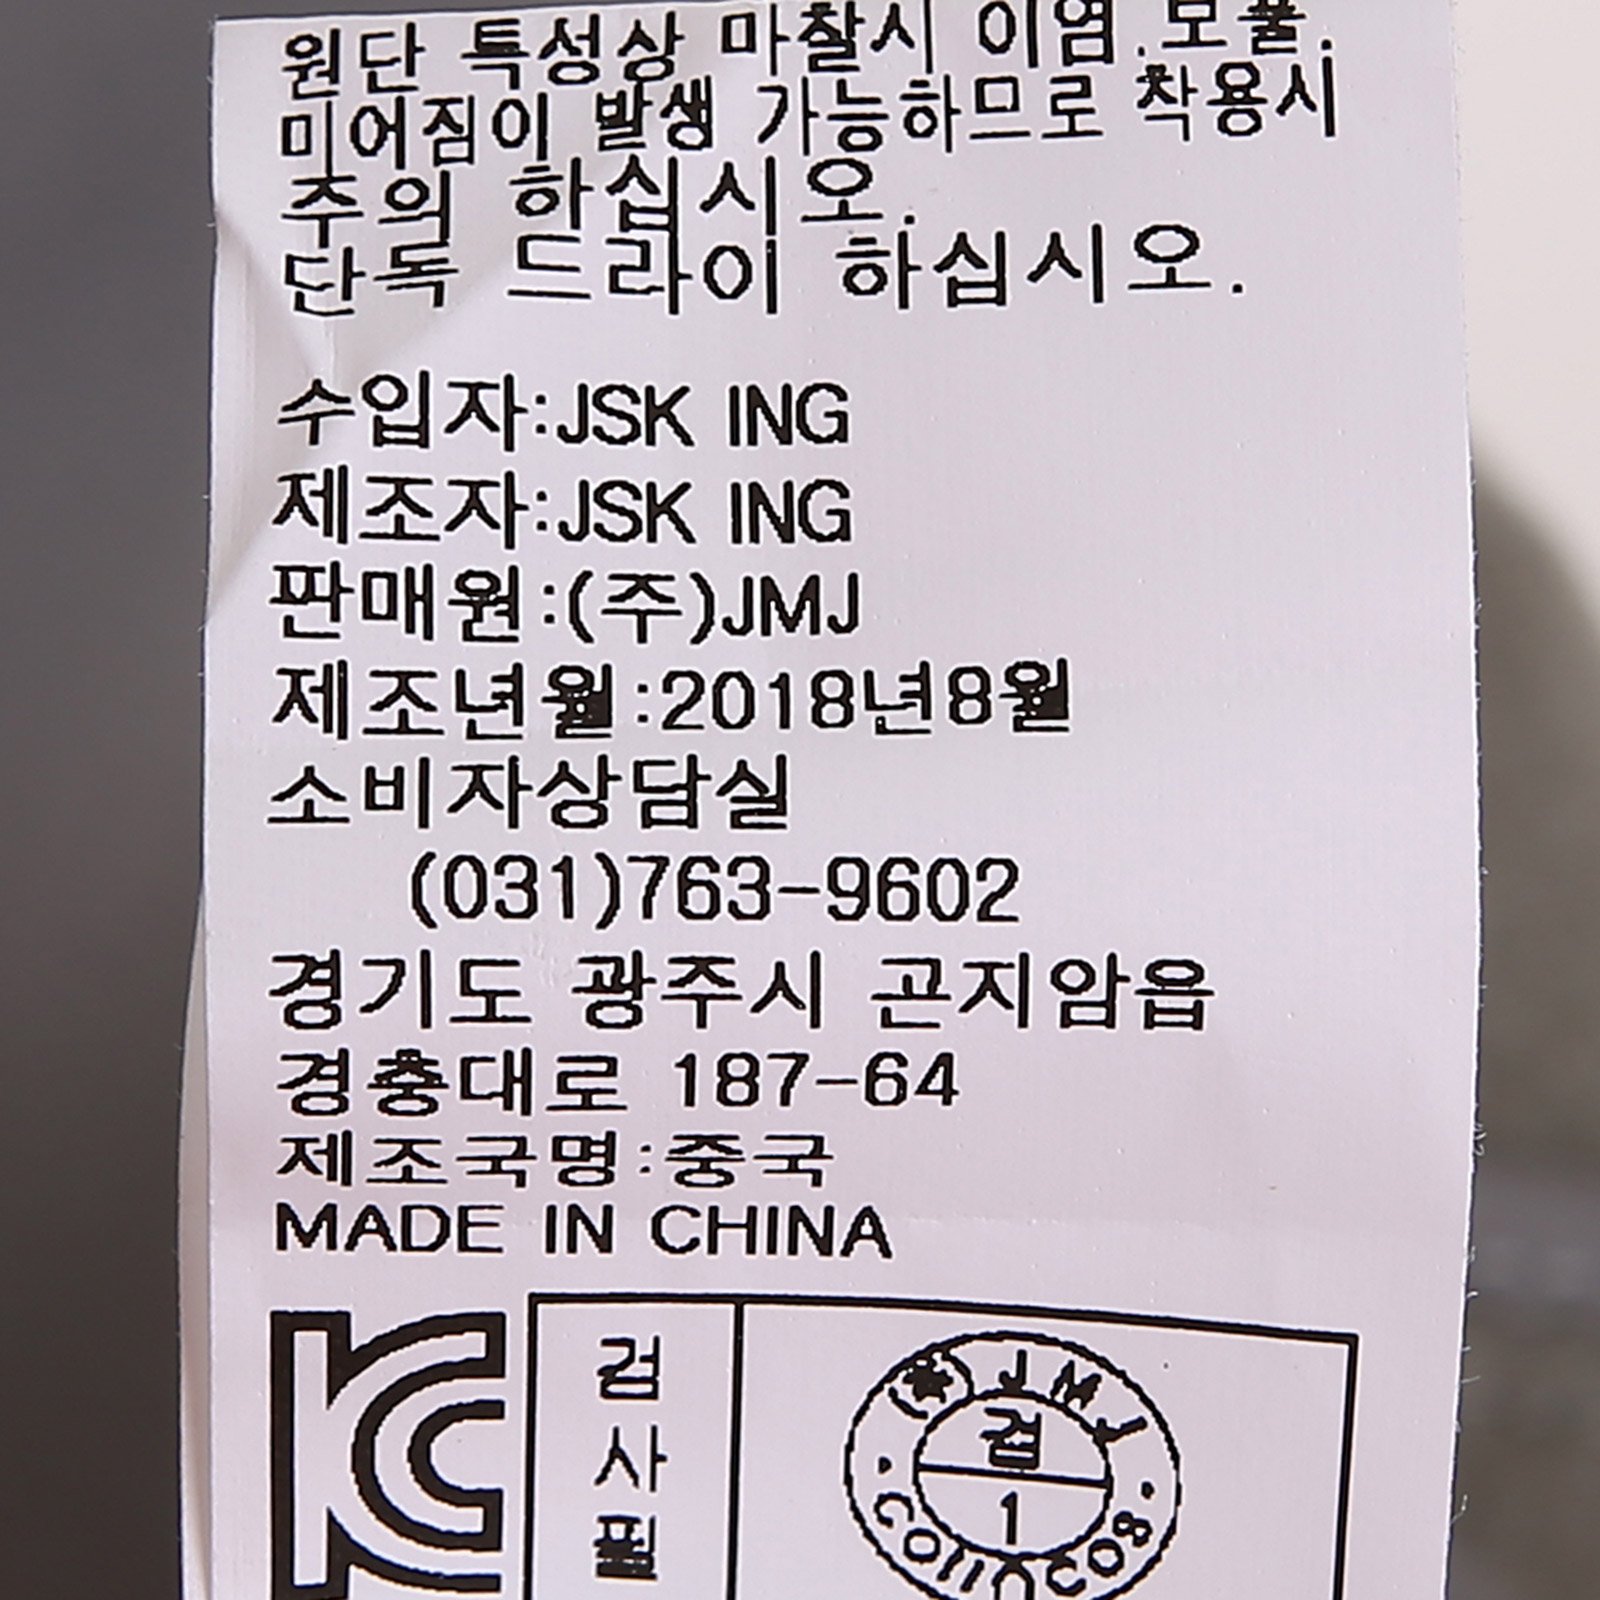 원단 특성상 마찰시 이염.보풀.
미어짐이 발생 가능하므로 착용시
주의 하십시오.
단독 드라이 하십시오.
수입자:JSK ING
제조자:JSK ING
판매원:(주)JMJ
제조년월:2018년8월
소비자상담실
(031)763-9602
경기도 광주시 곤지암읍
경충대로 187-64
제조국명:중국
MADE IN CHINA
KC
검사필
JMJ
검
1